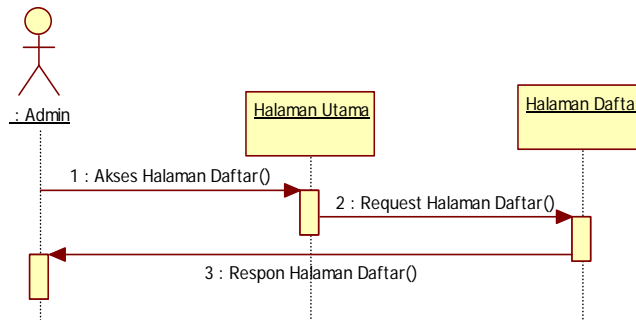 : Admin
Halaman Utama
Halaman Dafta
1 : Akses Halaman Daftar()
2 : Request Halaman Daftar()
3 : Respon Halaman Daftar()